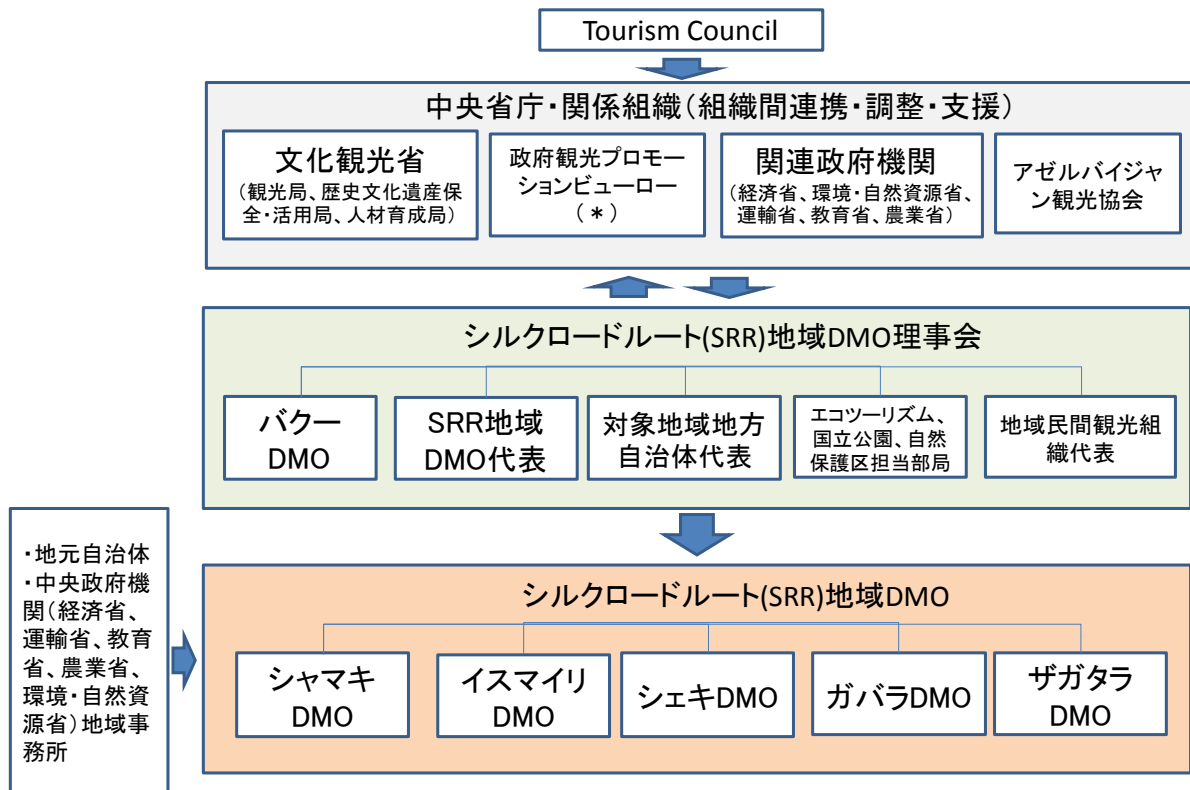 Tourism Council
中央省庁・関係組織(組織間連携・調整・支援)
文化観光省
(観光局、歴史文化遺産保
全・活用局、人材育成局)
政府観光プロモー
ションビューロー
(*)
関連政府機関
(経済省、環境・自然資源省、
運輸省、教育省、農業省)
アゼルバイジャ
ン観光協会
シルクロードルート(SRR)地域DMO理事会
バクー
DMO
SRR地域
DMO代表
対象地域地方
自治体代表
エコツーリズム、
国立公園、自然
保護区担当部局
地域民間観光組
織代表
・地元自治体
・中央政府機
関(経済省、
運輸省、教育
省、農業省、
環境・自然資
源省)地域事
務所
シルクロードルート(SRR)地域DMO
シャマキ
DMO
イスマイリ
DMO
シェキDMO
ガバラDMO
ザガタラ
DMO